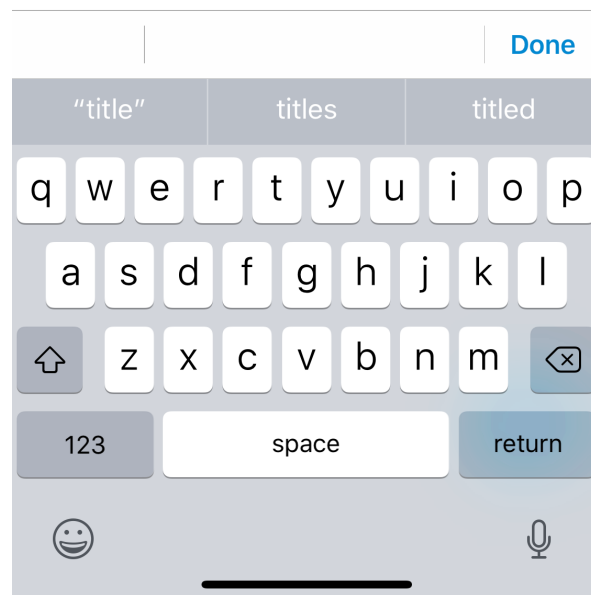 Done
“title” titles titled
q w e r t y u i o p
a s d f g h j k l
z x c v b n m
123 space return